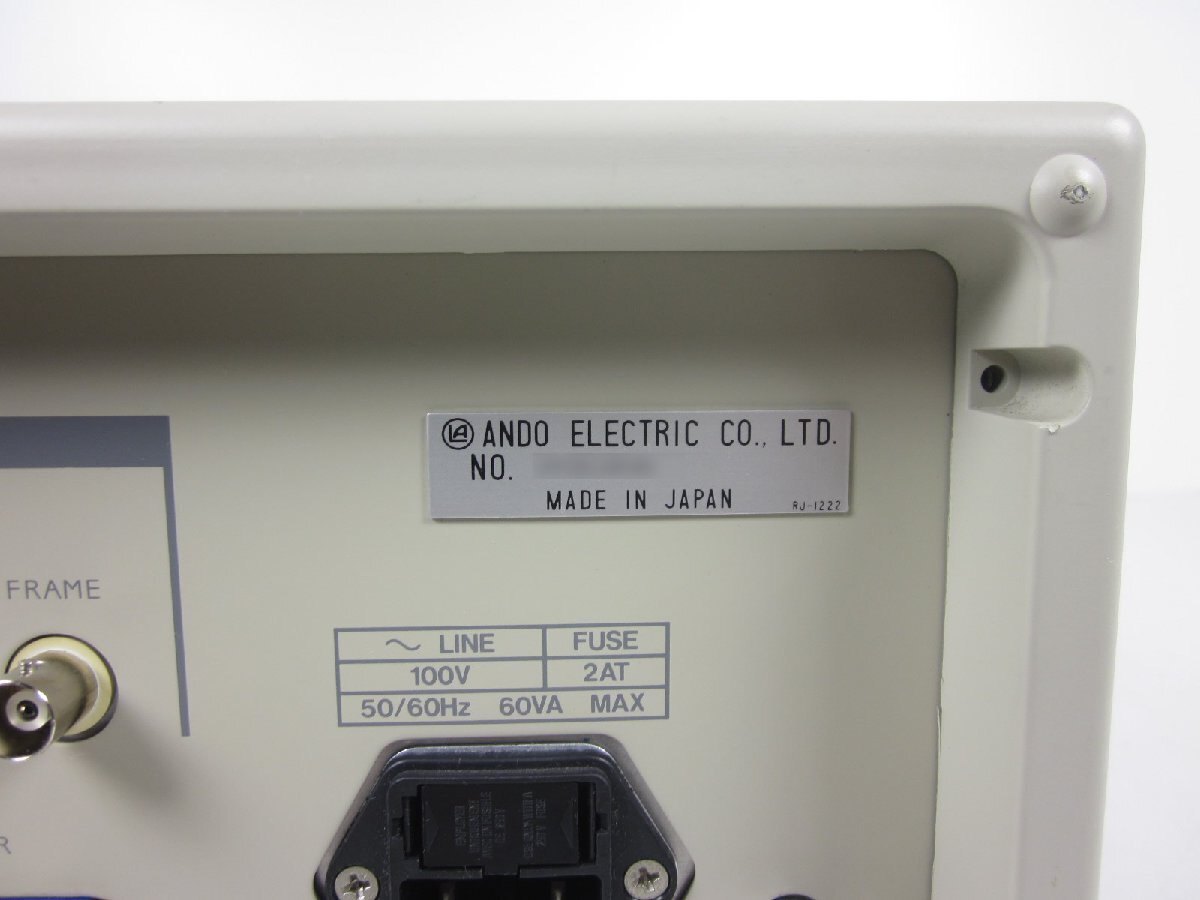 ANDO ELECTRIC CO., LTD.
NO.
MADE IN JAPAN
RJ-1222
FRAME
~ LINE FUSE
100V 2AT
50/60Hz 60VA MAX
R